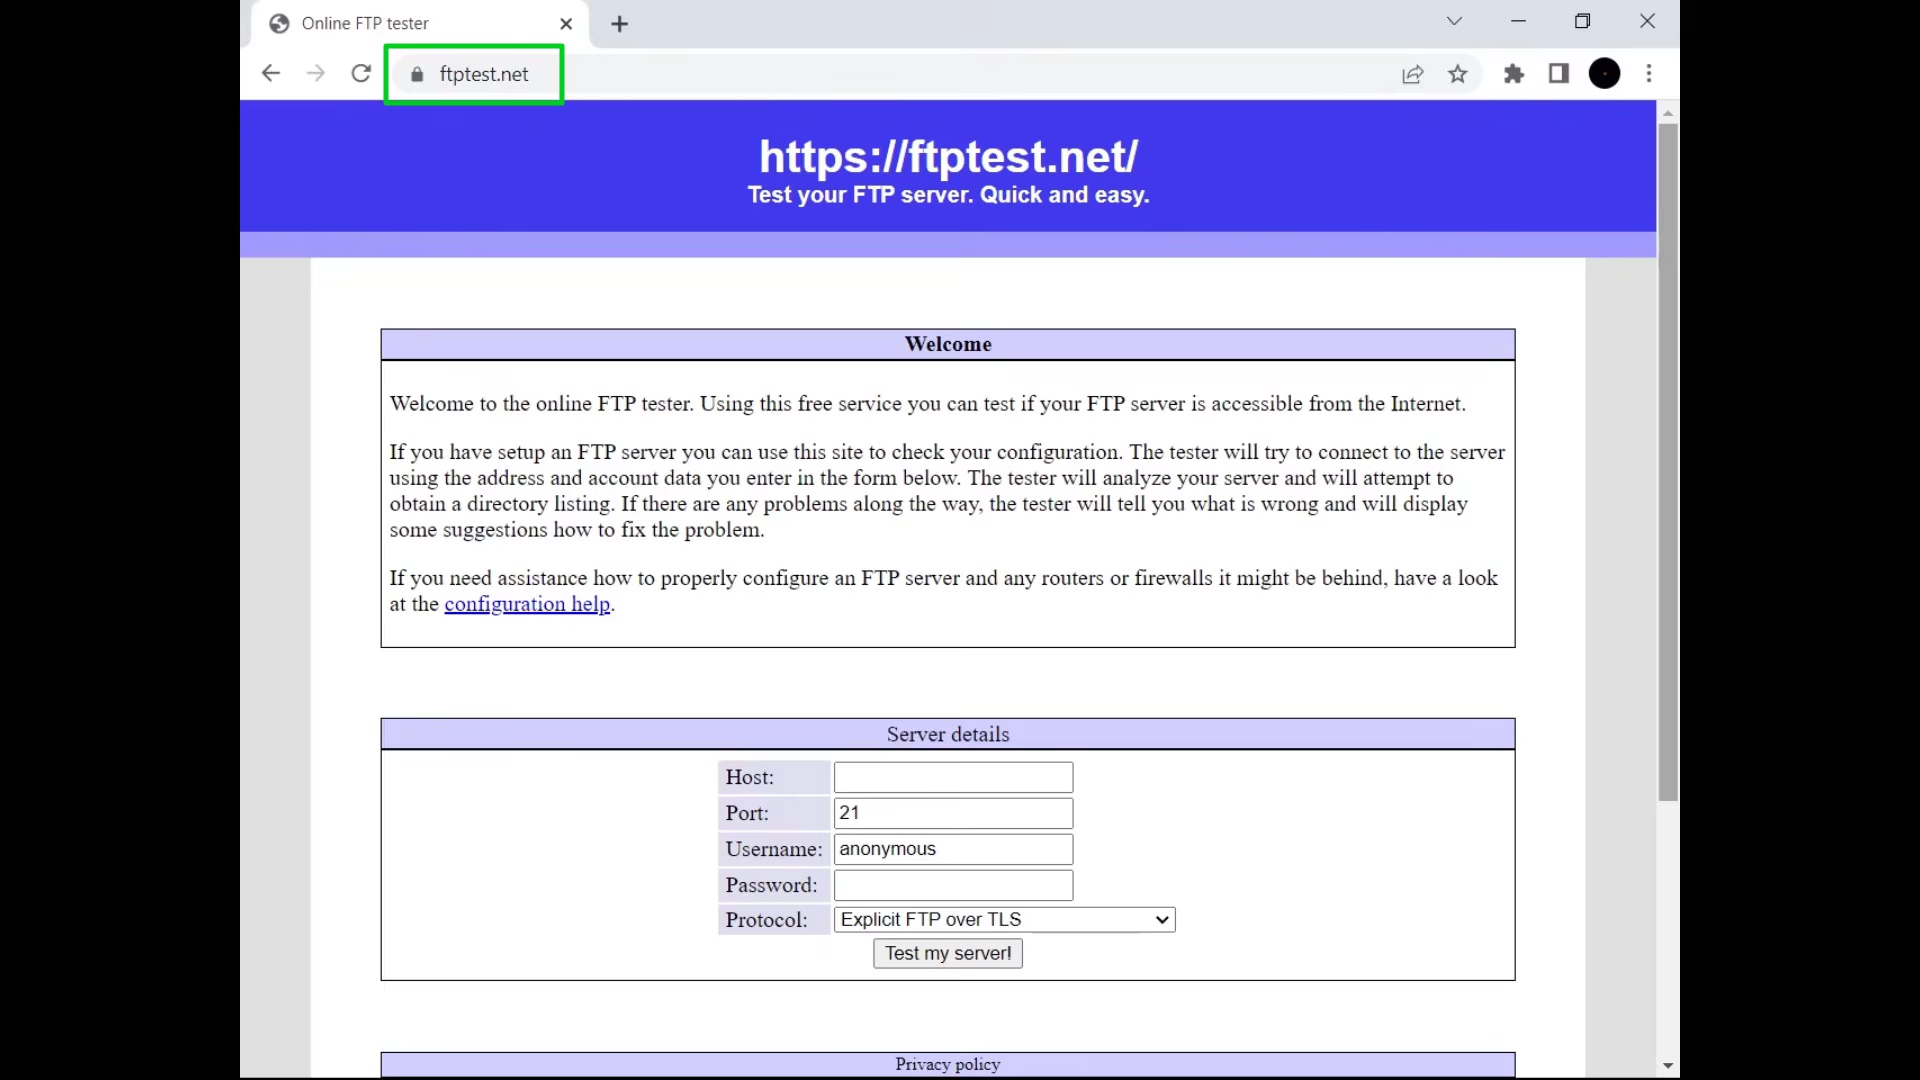 Online FTP tester
ftptest.net
https://ftptest.net/
Test your FTP server. Quick and easy.
Welcome
Welcome to the online FTP tester. Using this free service you can test if your FTP server is accessible from the Internet.
If you have setup an FTP server you can use this site to check your configuration. The tester will try to connect to the server
using the address and account data you enter in the form below. The tester will analyze your server and will attempt to
obtain a directory listing. If there are any problems along the way, the tester will tell you what is wrong and will display
some suggestions how to fix the problem.
If you need assistance how to properly configure an FTP server and any routers or firewalls it might be behind, have a look
at the configuration help.
Server details
Host:
Port: 21
Username: anonymous
Password:
Protocol: Explicit FTP over TLS
Test my server!
Privacy policy